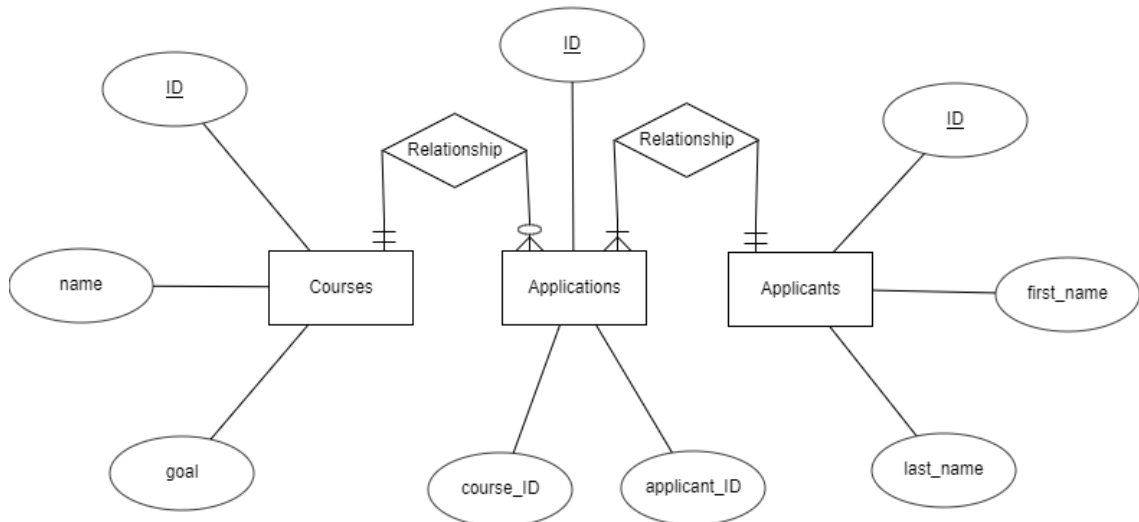 ID
ID
ID
Relationship
Relationship
name
Courses
Applications
Applicants
first_name
goal
course_ID
applicant_ID
last_name